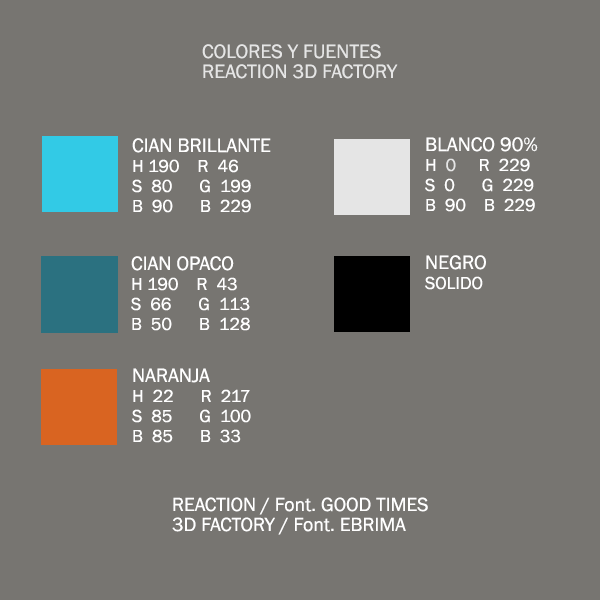 COLORES Y FUENTES
REACTION 3D FACTORY
CIAN BRILLANTE
H 190 R 46
S 80 G 199
B 90 B 229
BLANCO 90%
H 0 R 229
S 0 G 229
B 90 B 229
CIAN OPACO
H 190 R 43
S 66 G 113
B 50 B 128
NEGRO
SOLIDO
NARANJA
H 22 R 217
S 85 G 100
B 85 B 33
REACTION / Font. GOOD TIMES
3D FACTORY / Font. EBRIMA